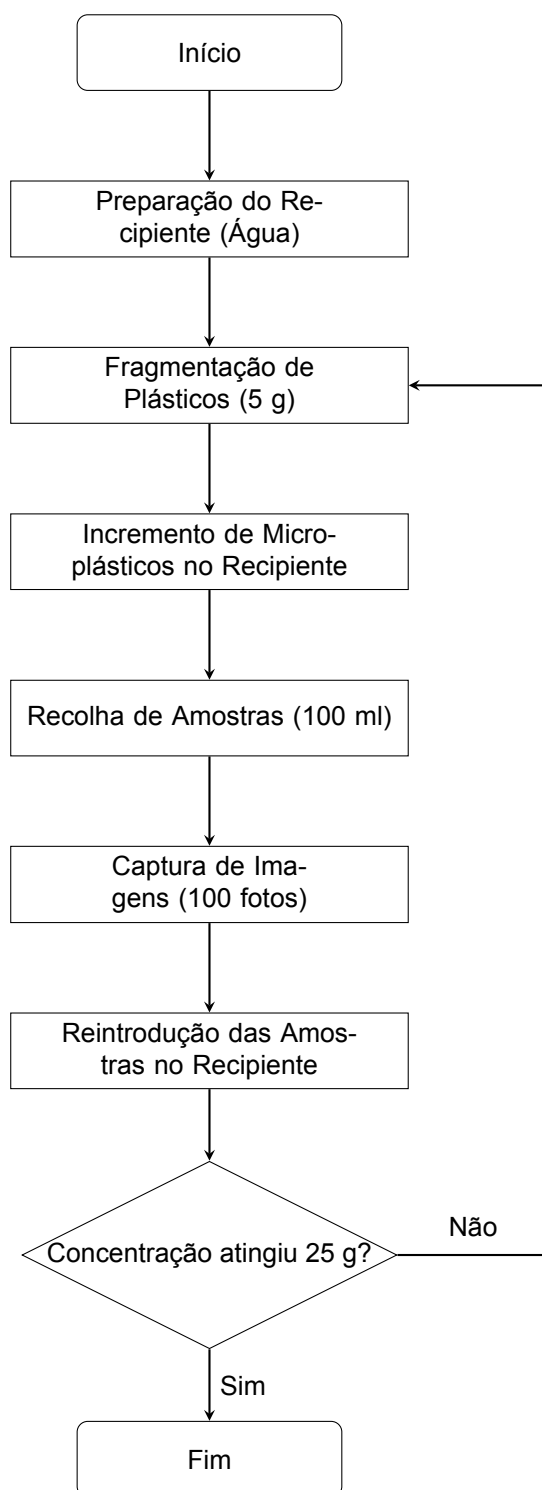 Início
Preparação do Re-
cipiente (Água)
Fragmentação de
Plásticos (5 g)
Incremento de Micro-
plásticos no Recipiente
Recolha de Amostras (100 ml)
Captura de Ima-
gens (100 fotos)
Reintrodução das Amos-
tras no Recipiente
Concentração atingiu 25 g?
Não
Sim
Fim